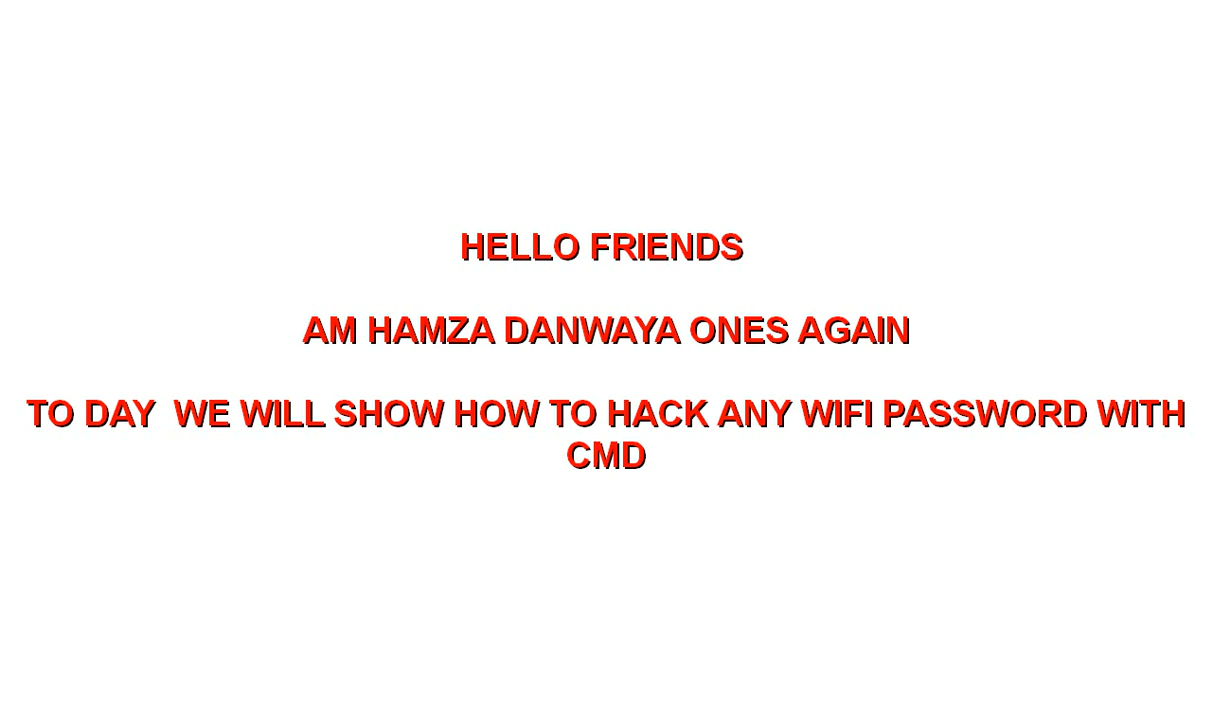 HELLO FRIENDS
AM HAMZA DANWAYA ONES AGAIN
TO DAY  WE WILL SHOW HOW TO HACK ANY WIFI PASSWORD WITH
CMD